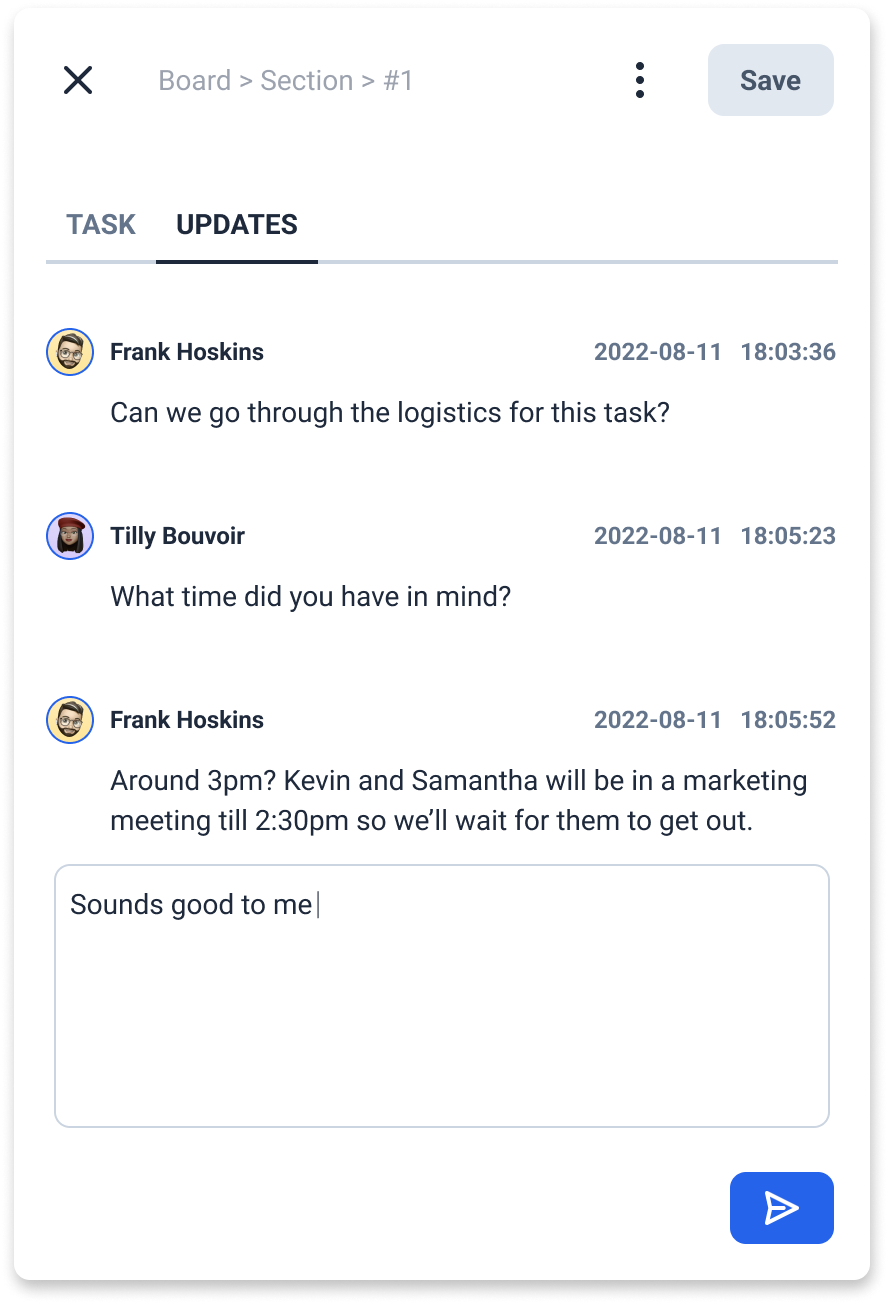 Board > Section > #1
Save
TASK
UPDATES
Frank Hoskins
2022-08-11 18:03:36
Can we go through the logistics for this task?
Tilly Bouvoir
2022-08-11 18:05:23
What time did you have in mind?
Frank Hoskins
2022-08-11 18:05:52
Around 3pm? Kevin and Samantha will be in a marketing
meeting till 2:30pm so we’ll wait for them to get out.
Sounds good to me